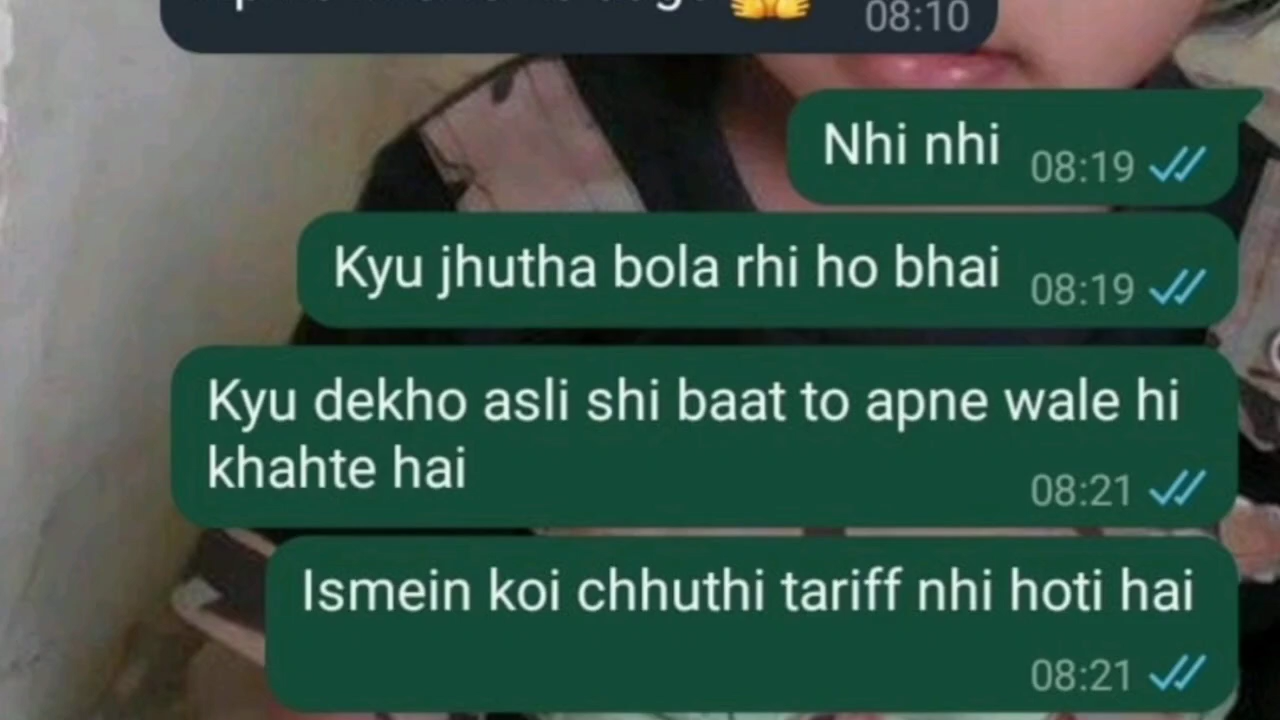 08:10
Nhi nhi 08:19
Kyu jhutha bola rhi ho bhai 08:19
Kyu dekho asli shi baat to apne wale hi
khahte hai 08:21
Ismein koi chhuthi tariff nhi hoti hai
08:21